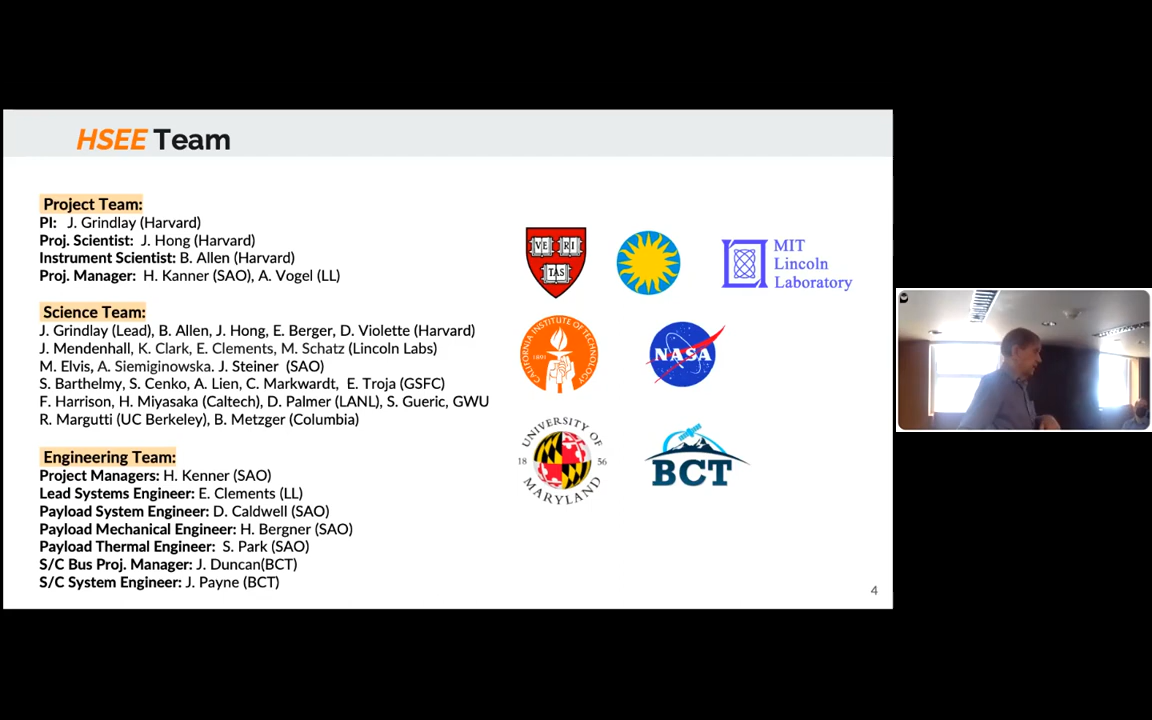 HSEE Team
Project Team:
PI: J. Grindlay (Harvard)
Proj. Scientist: J. Hong (Harvard)
Instrument Scientist: B. Allen (Harvard)
Proj. Manager: H. Kanner (SAO), A. Vogel (LL)
Science Team:
J. Grindlay (Lead), B. Allen, J. Hong, E. Berger, D. Violette (Harvard)
J. Mendenhall, K. Clark, E. Clements, M. Schatz (Lincoln Labs)
M. Elvis, A. Siemiginowska. J. Steiner (SAO)
S. Barthelmy, S. Cenko, A. Lien, C. Markwardt, E. Troja (GSFC)
F. Harrison, H. Miyasaka (Caltech), D. Palmer (LANL), S. Gueric, GWU
R. Margutti (UC Berkeley), B. Metzger (Columbia)
Engineering Team:
Project Managers: H. Kenner (SAO)
Lead Systems Engineer: E. Clements (LL)
Payload System Engineer: D. Caldwell (SAO)
Payload Mechanical Engineer: H. Bergner (SAO)
Payload Thermal Engineer: S. Park (SAO)
S/C Bus Proj. Manager: J. Duncan(BCT)
S/C System Engineer: J. Payne (BCT)
VE RI
TAS
MIT
Lincoln
Laboratory
CALIFORNIA INSTITUTE OF TECHNOLOGY
1891
NASA
UNIVERSITY OF
18 56
MARYLAND
BCT
4